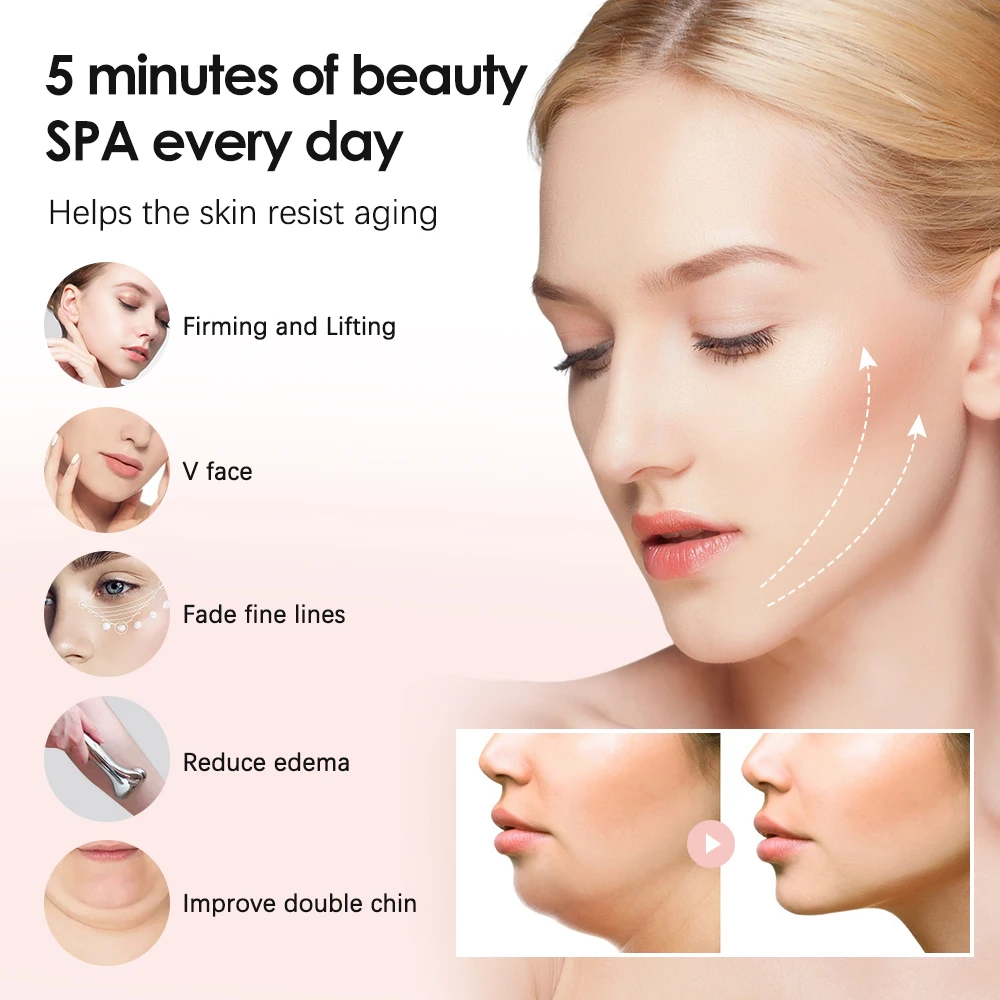 5 minutes of beauty
SPA every day
Helps the skin resist aging
Firming and Lifting
V face
Fade fine lines
Reduce edema
Improve double chin